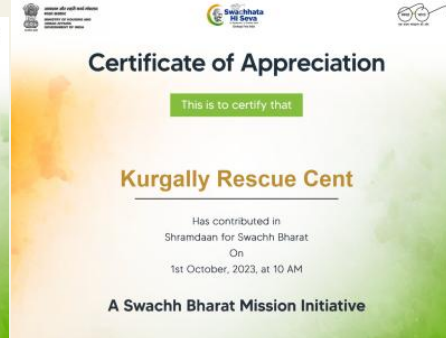 Swachhata
Hi Seva
Certificate of Appreciation
This is to certify that
Kurgally Rescue Cent
Has contributed in
Shramdaan for Swachh Bharat
On
1st October, 2023, at 10 AM
A Swachh Bharat Mission Initiative